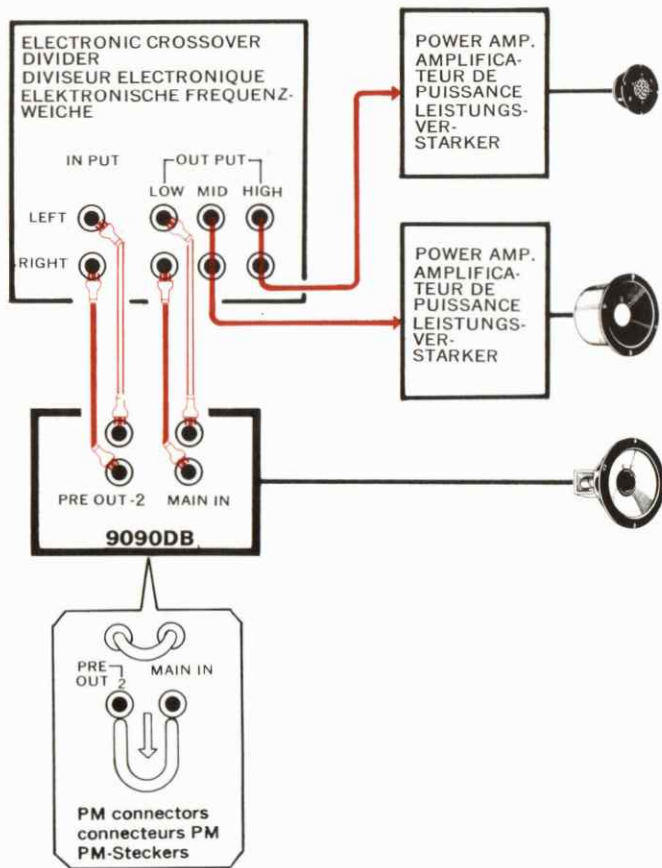 ELECTRONIC CROSSOVER
DIVIDER
DIVISEUR ELECTRONIQUE
ELEKTRONISCHE FREQUENZ-
WEICHE
IN PUT
OUT PUT
LOW MID HIGH
LEFT
RIGHT
POWER AMP.
AMPLIFICA-
TEUR DE
PUISSANCE
LEISTUNGS-
VER-
STARKER
POWER AMP.
AMPLIFICA-
TEUR DE
PUISSANCE
LEISTUNGS-
VER-
STARKER
PRE OUT-2 MAIN IN
9090DB
PRE
OUT 2 MAIN IN
PM connectors
connecteurs PM
PM-Steckers